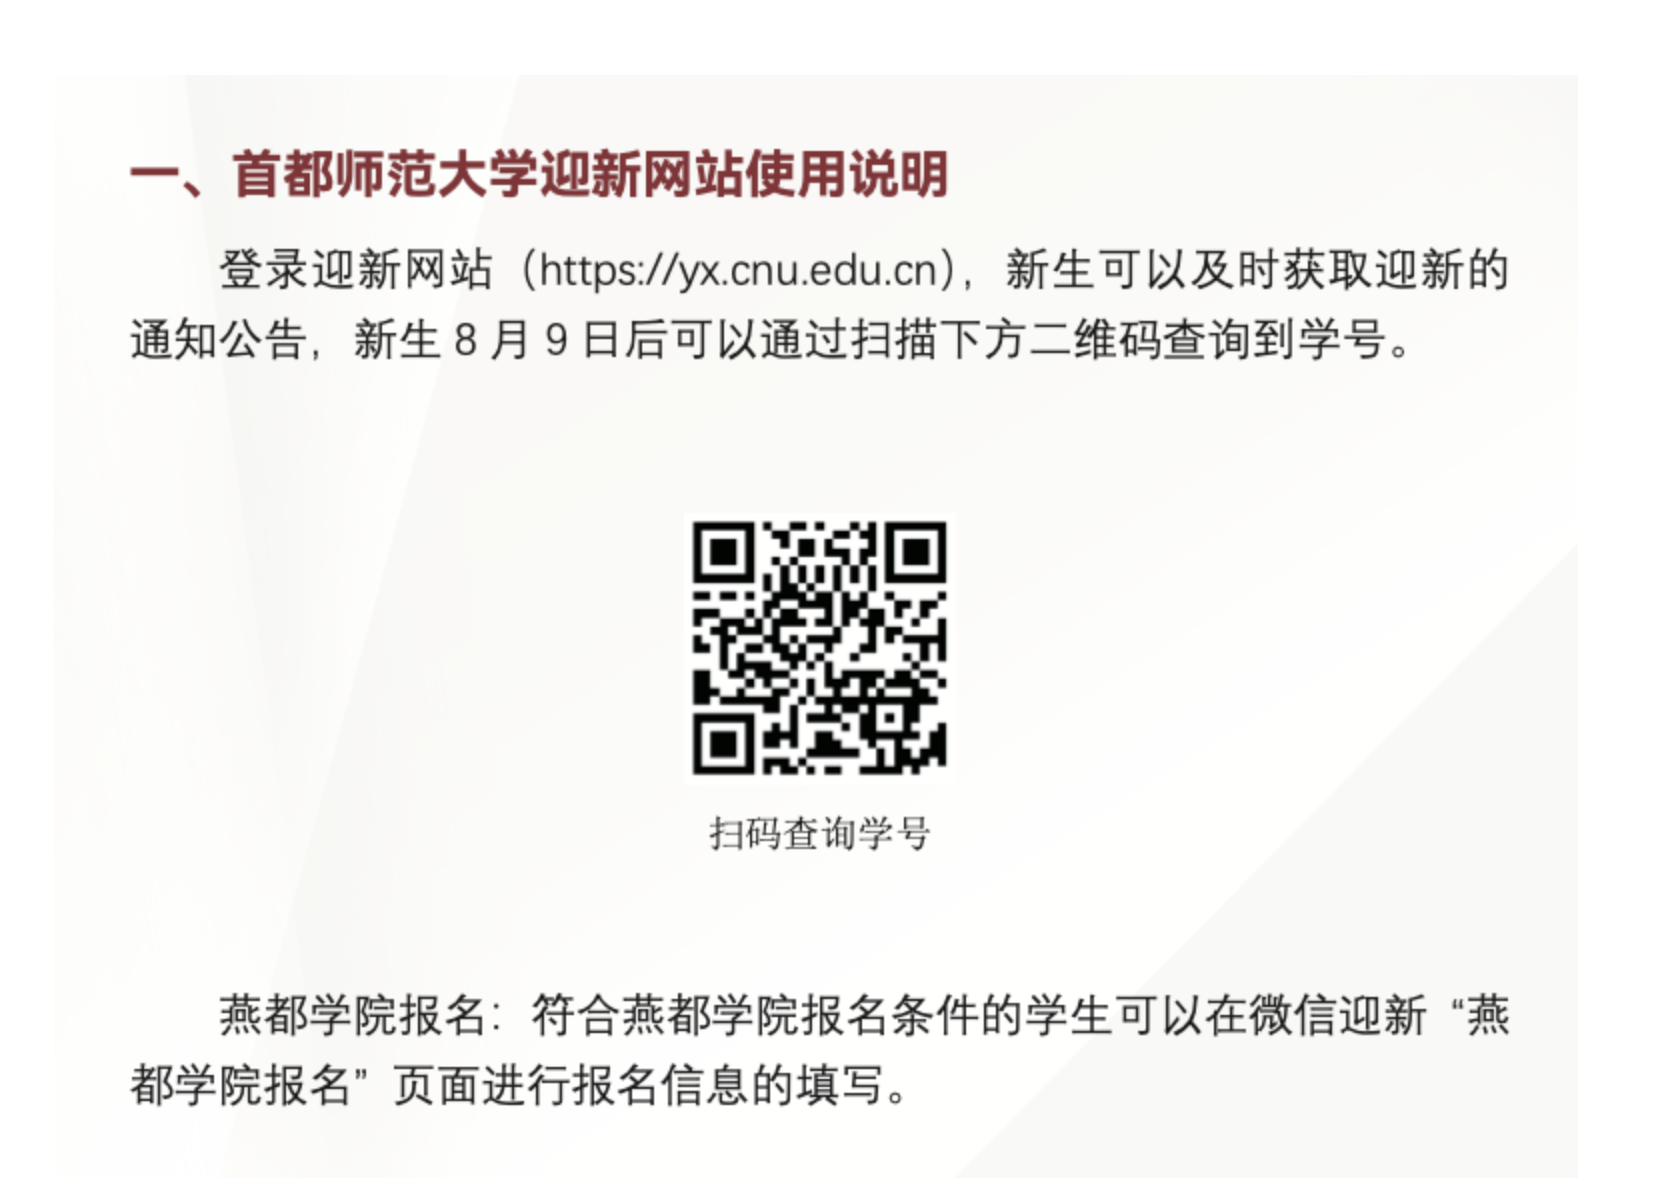 一、首都师范大学迎新网站使用说明
登录迎新网站（https://yx.cnu.edu.cn），新生可以及时获取迎新的
通知公告，新生 8 月 9 日后可以通过扫描下方二维码查询到学号。
扫码查询学号
燕都学院报名：符合燕都学院报名条件的学生可以在微信迎新“燕
都学院报名”页面进行报名信息的填写。